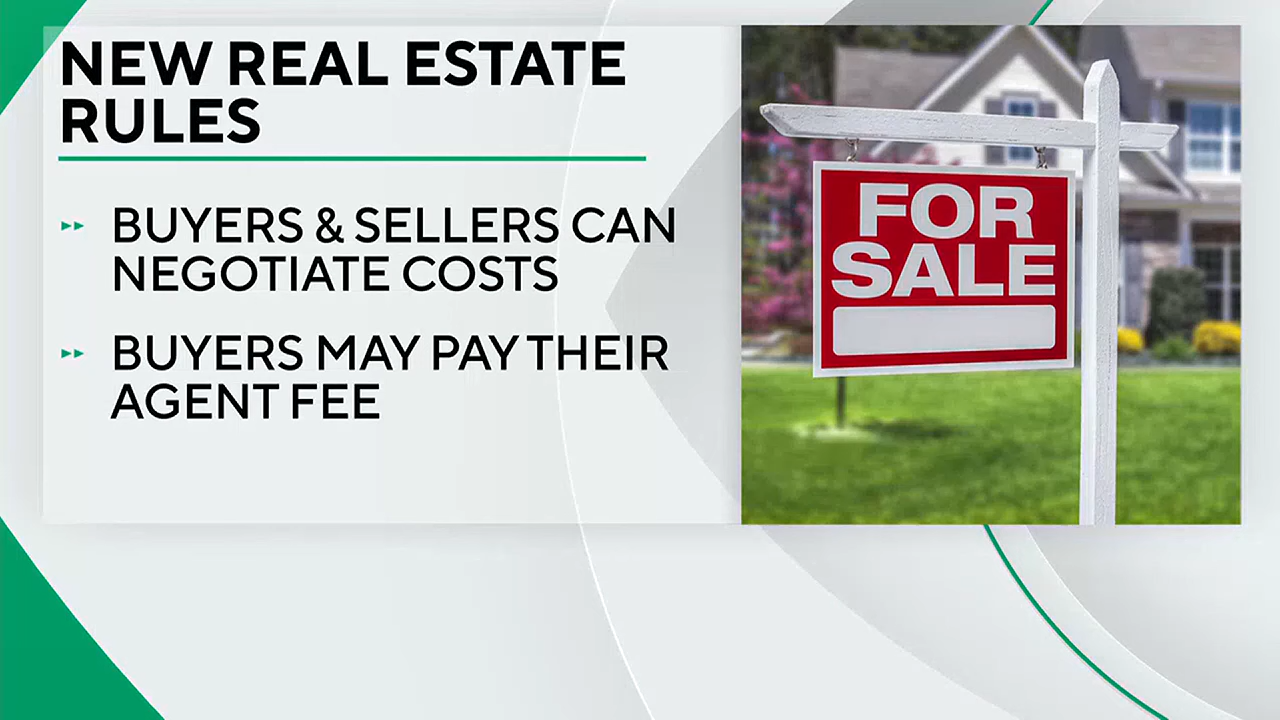 NEW REAL ESTATE
RULES
BUYERS & SELLERS CAN
NEGOTIATE COSTS
BUYERS MAY PAY THEIR
AGENT FEE
FOR
SALE